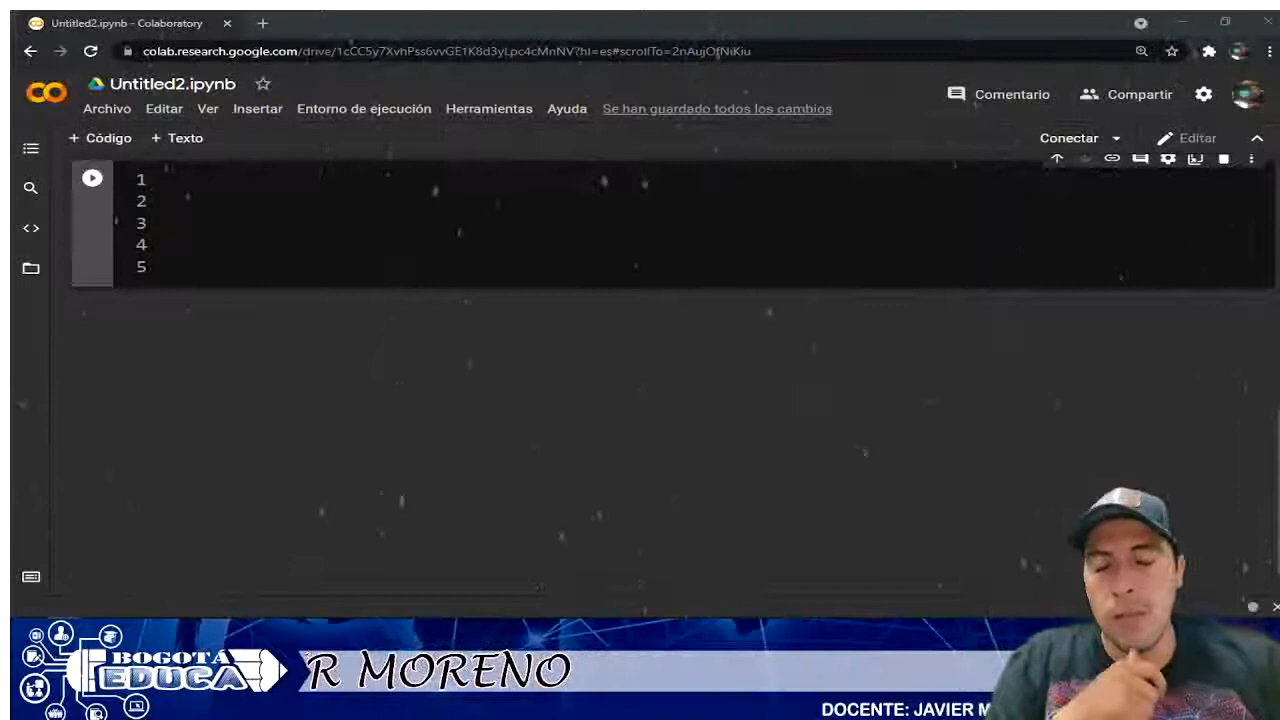 Untitled2.ipynb - Colaboratory
colab.research.google.com/drive/1cCC5y7XvhPss6vvGE1K8d3yLpc4cMnNV?hl=es#scrollTo=2nAujOfNiKiu
Untitled2.ipynb
Archivo Editar Ver Insertar Entorno de ejecución Herramientas Ayuda Se han guardado todos los cambios
Comentario Compartir
+ Código + Texto
Conectar Editar
1
2
3
4
5
BOGOTA
EDUCA
R MORENO
DOCENTE: JAVIER M